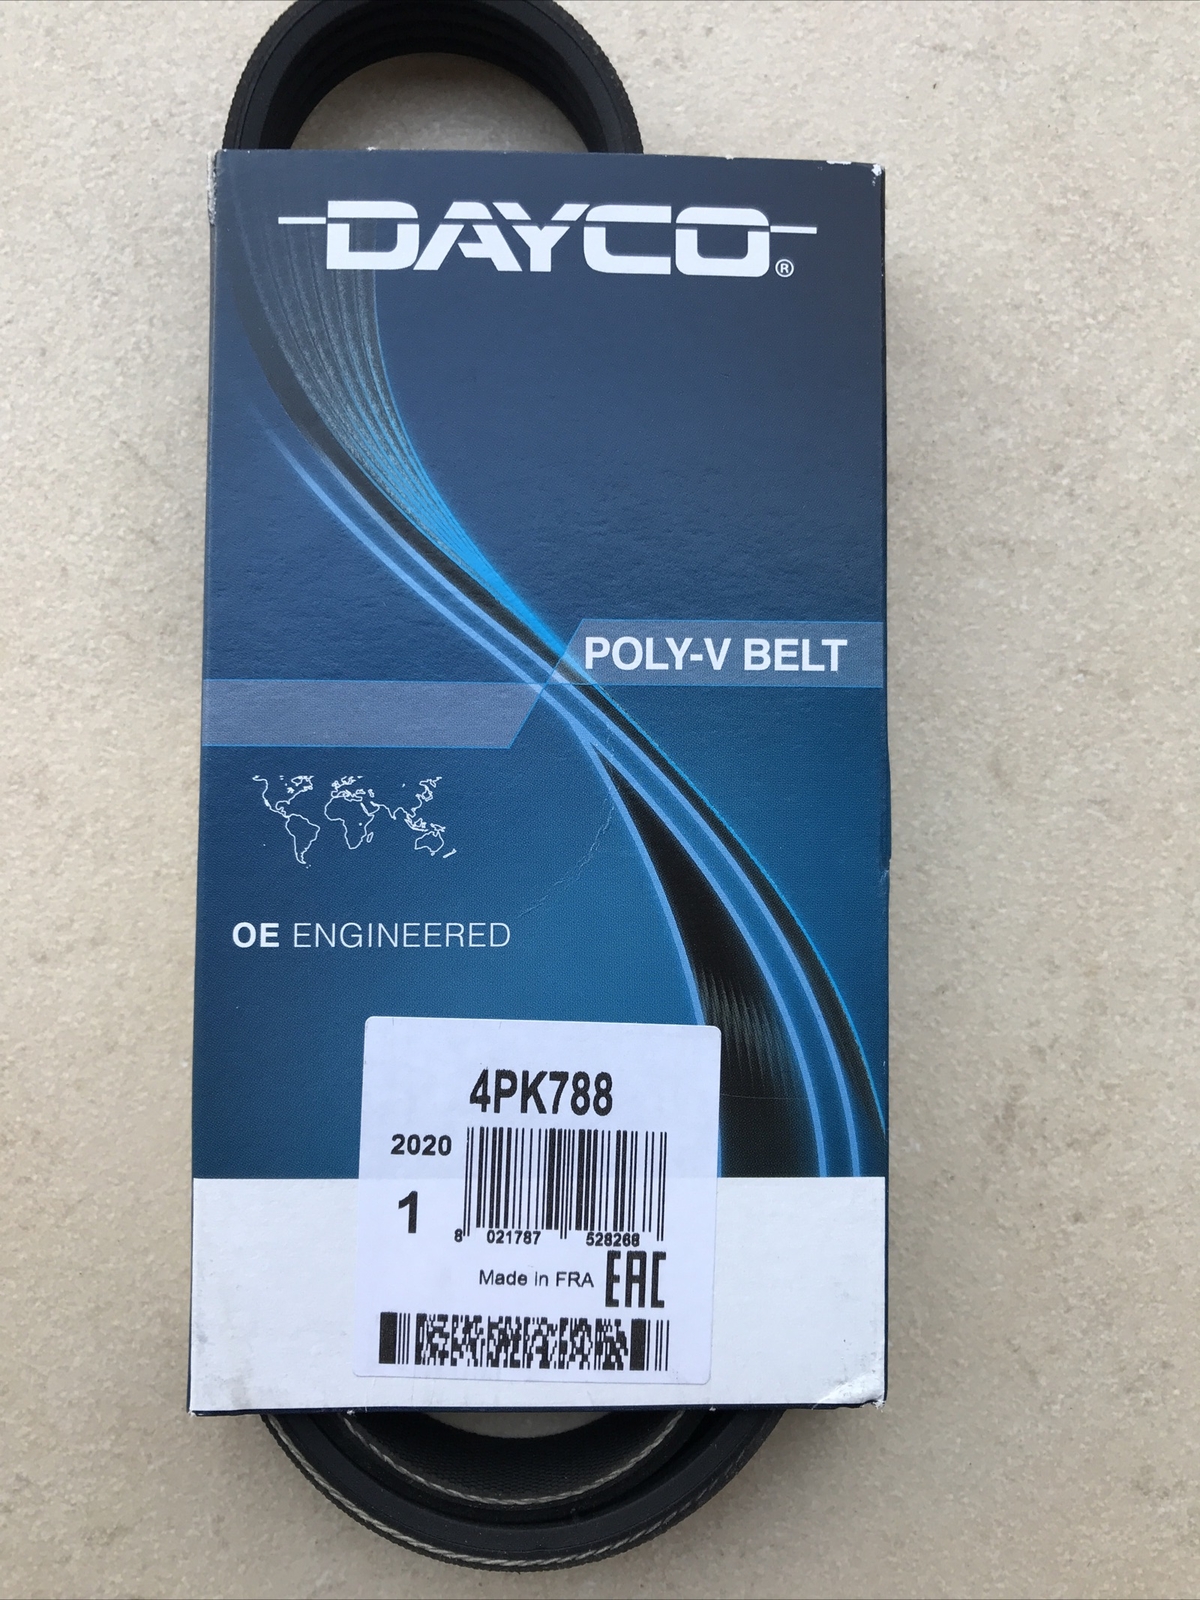 DAYCO®
POLY-V BELT
OE ENGINEERED
4PK788
2020
1
8 021787 528268
Made in FRA EAC